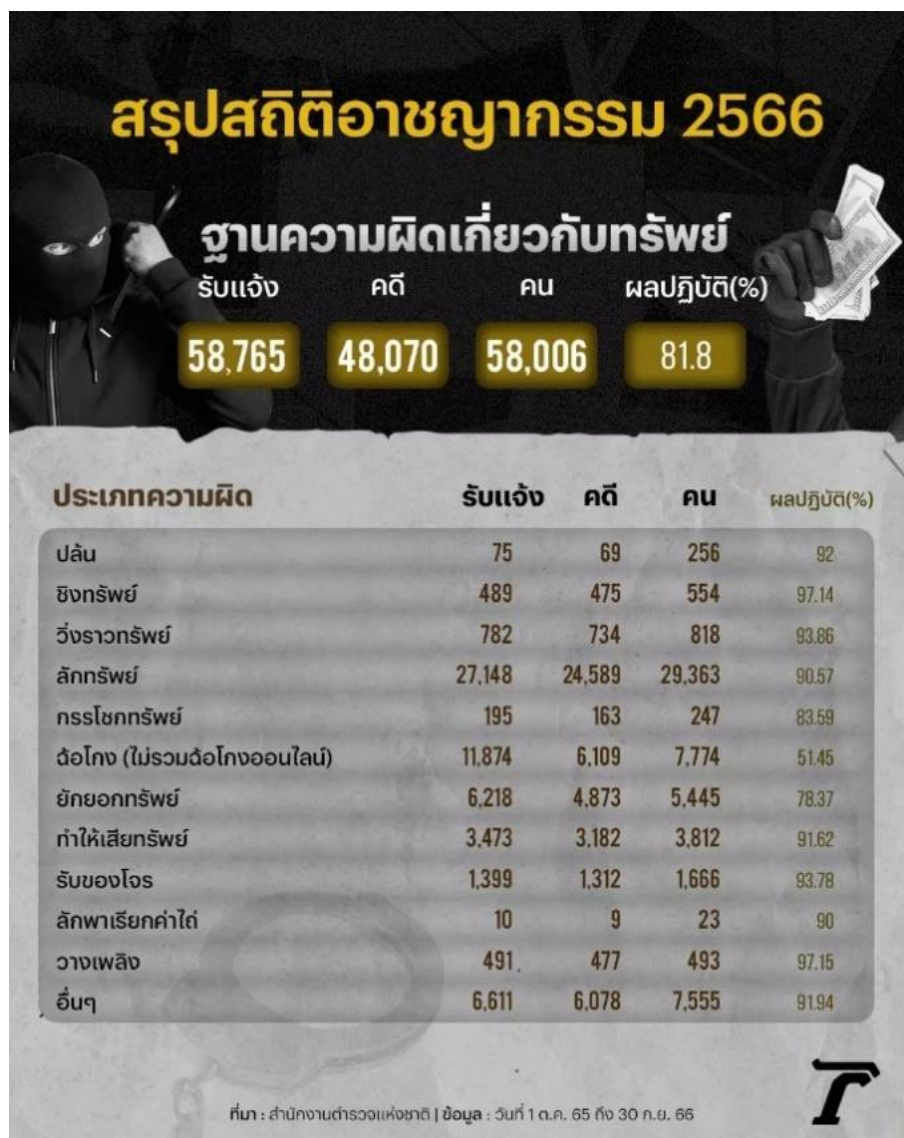 สรุปสถิติอาชญากรรม 2566
ฐานความผิดเกี่ยวกับทรัพย์
รับแจ้ง คดี คน ผลปฏิบัติ(%)
58,765 48,070 58,006 81.8
ประเภทความผิด รับแจ้ง คดี คน ผลปฏิบัติ(%)
ปล้น 75 69 256 92
ชิงทรัพย์ 489 475 554 97.14
วิ่งราวทรัพย์ 782 734 818 93.86
ลักทรัพย์ 27,148 24,589 29,363 90.57
กรรโชกทรัพย์ 195 163 247 83.59
ฉ้อโกง (ไม่รวมฉ้อโกงออนไลน์) 11,874 6,109 7,774 51.45
ยักยอกทรัพย์ 6,218 4,873 5,445 78.37
ทำให้เสียทรัพย์ 3,473 3,182 3,812 91.62
รับของโจร 1,399 1,312 1,666 93.78
ลักพาเรียกค่าไถ่ 10 9 23 90
วางเพลิง 491 477 493 97.15
อื่นๆ 6,611 6,078 7,555 91.94
ที่มา : สำนักงานตำรวจแห่งชาติ | ข้อมูล : วันที่ 1 ต.ค. 65 ถึง 30 ก.ย. 66